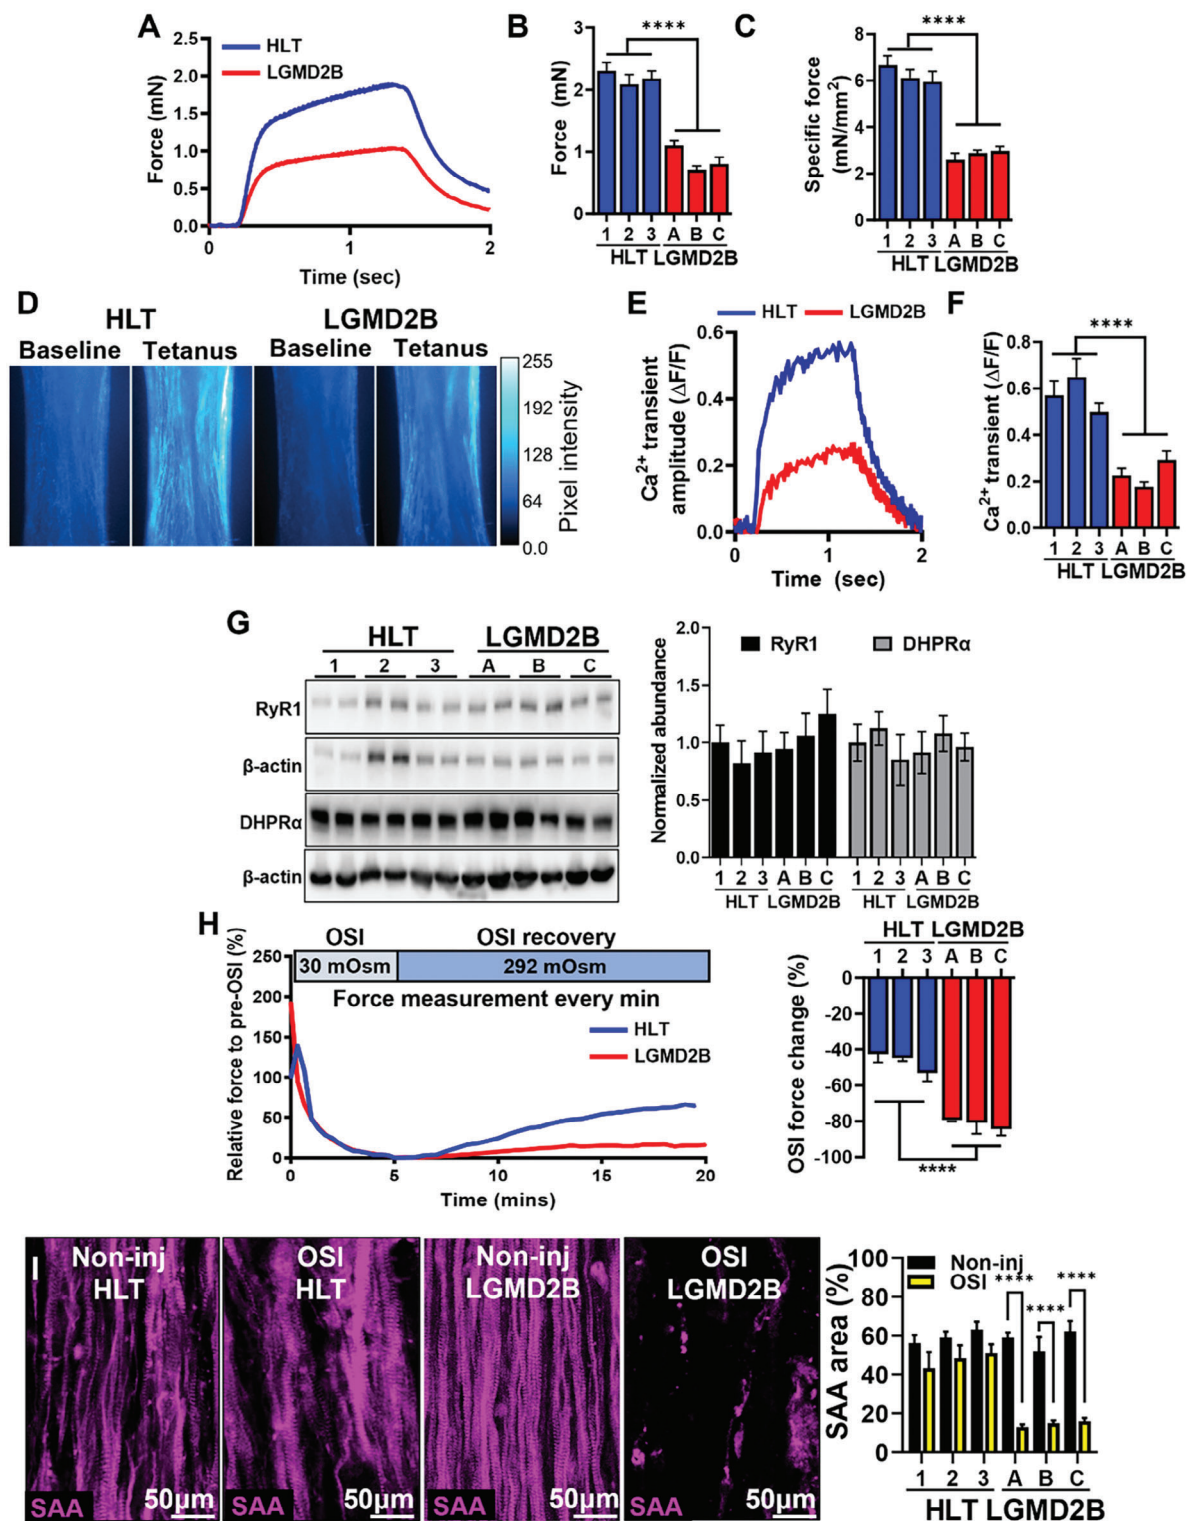 A
2.5
2.0
1.5
1.0
0.5
0.0
Force (mN)
HLT
LGMD2B
0
1
2
Time (sec)
B
3
2
1
0
Force (mN)
****
1 2 3 A B C
HLT LGMD2B
C
8
6
4
2
0
Specific force
(mN/mm²)
****
1 2 3 A B C
HLT LGMD2B
D
HLT LGMD2B
Baseline Tetanus Baseline Tetanus
255
192
128
64
0.0
Pixel intensity
E
HLT LGMD2B
0.6
0.4
0.2
0.0
Ca²⁺ transient
amplitude (ΔF/F)
0 1 2
Time (sec)
F
0.8
0.6
0.4
0.2
0.0
Ca²⁺ transient (ΔF/F)
****
1 2 3 A B C
HLT LGMD2B
G
HLT LGMD2B
1 2 3 A B C
RyR1
β-actin
DHPRα
β-actin
2.0
1.5
1.0
0.5
0.0
Normalized abundance
RyR1 DHPRα
1 2 3 A B C 1 2 3 A B C
HLT LGMD2B HLT LGMD2B
H
OSI OSI recovery
30 mOsm 292 mOsm
Force measurement every min
HLT
LGMD2B
250
200
150
100
50
0
Relative force to pre-OSI (%)
0 5 10 15 20
Time (mins)
HLT LGMD2B
1 2 3 A B C
0
-20
-40
-60
-80
-100
OSI force change (%)
****
I
Non-inj
HLT
SAA
50µm
OSI
HLT
SAA
50µm
Non-inj
LGMD2B
SAA
50µm
OSI
LGMD2B
SAA
50µm
100
80
60
40
20
0
SAA area (%)
Non-inj
OSI
****
****
****
1 2 3 A B C
HLT LGMD2B